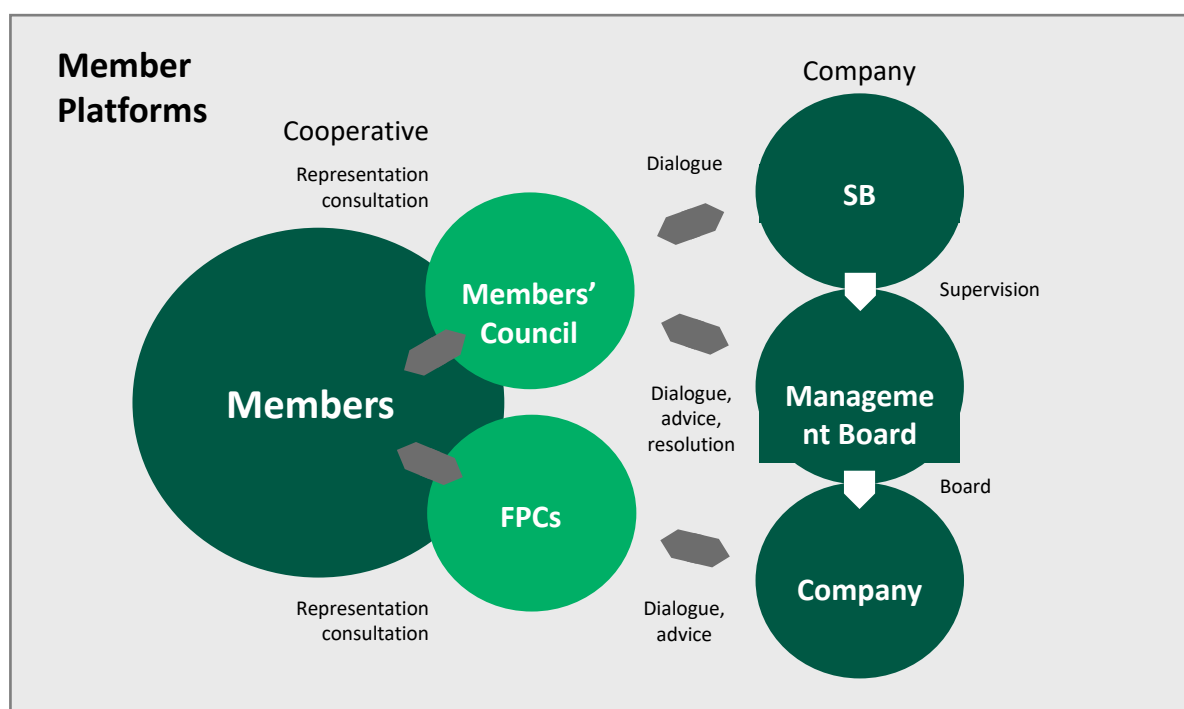 Member
Platforms
Cooperative
Representation
consultation
Members
Members’
Council
FPCs
Representation
consultation
Dialogue
Dialogue,
advice,
resolution
Dialogue,
advice
Company
SB
Supervision
Manageme
nt Board
Board
Company